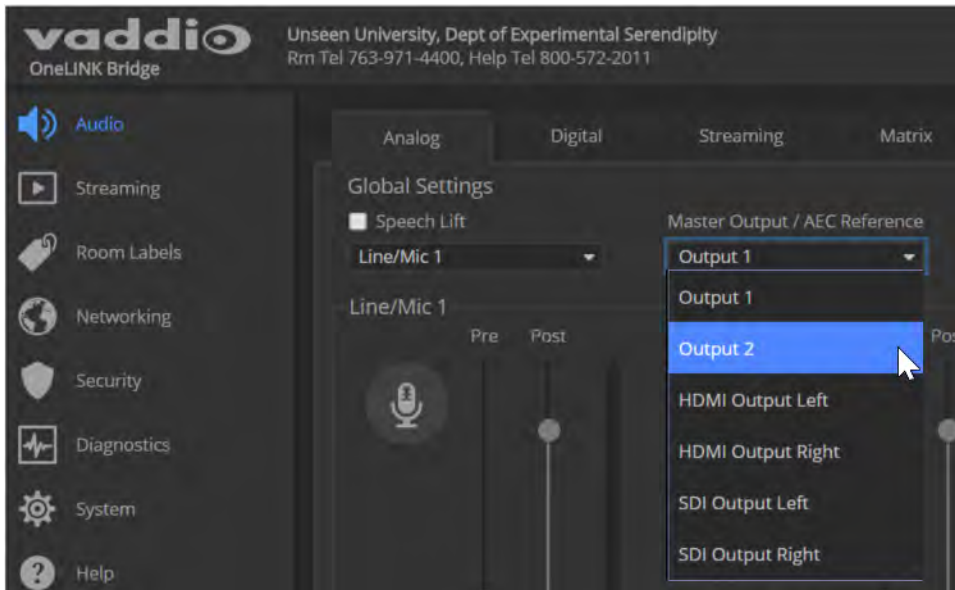 vaddio
OneLINK Bridge
Unseen University, Dept of Experimental Serendipity
Rm Tel 763-971-4400, Help Tel 800-572-2011
Audio
Streaming
Room Labels
Networking
Security
Diagnostics
System
Help
Analog
Digital
Streaming
Matrix
Global Settings
Speech Lift
Line/Mic 1
Master Output / AEC Reference
Output 1
Output 1
Output 2
HDMI Output Left
HDMI Output Right
SDI Output Left
SDI Output Right
Line/Mic 1
Pre
Post
Pos